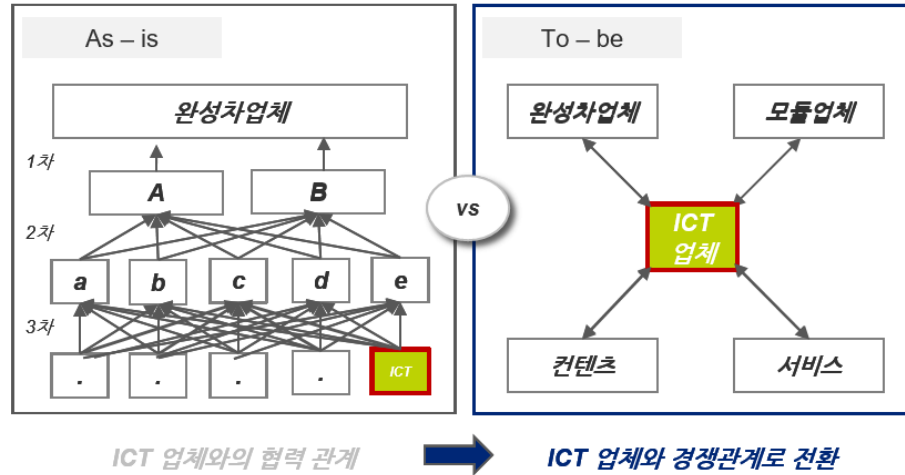 As – is
완성차업체
1차
A
B
2차
a
b
c
d
e
3차
.
.
.
.
ICT
vs
To – be
완성차업체
모듈업체
ICT
업체
컨텐츠
서비스
ICT 업체와의 협력 관계
ICT 업체와 경쟁관계로 전환